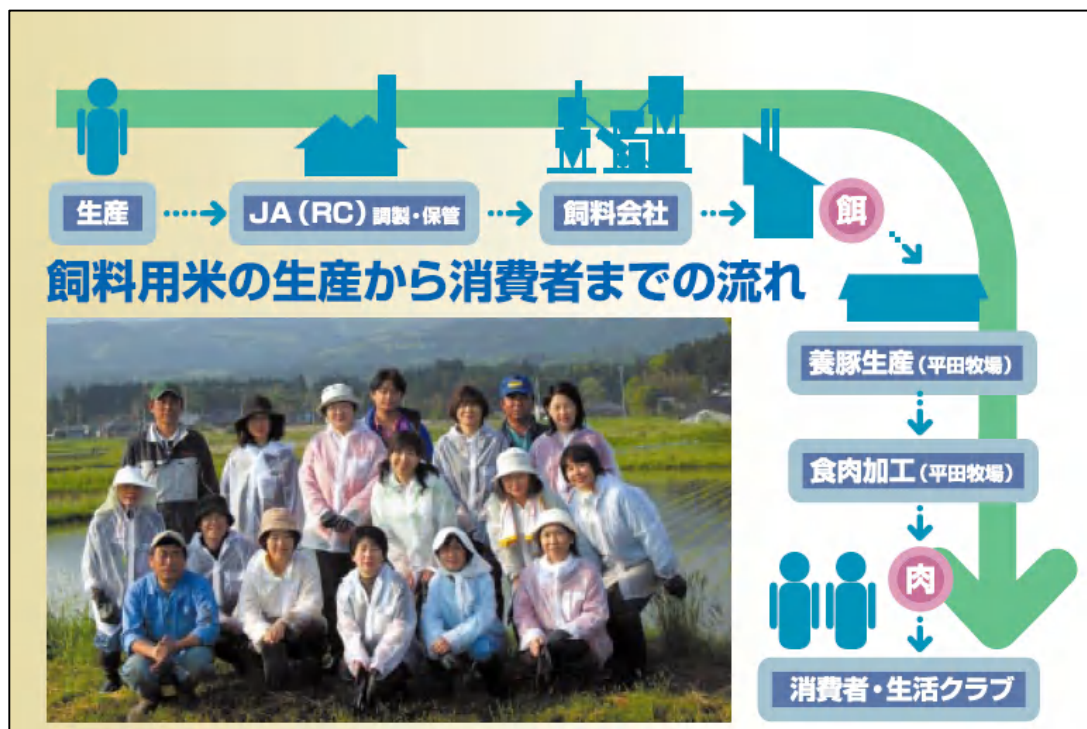 生産
JA(RC)調製・保管
飼料会社
餌
飼料用米の生産から消費者までの流れ
養豚生産(平田牧場)
食肉加工(平田牧場)
肉
消費者・生活クラブ